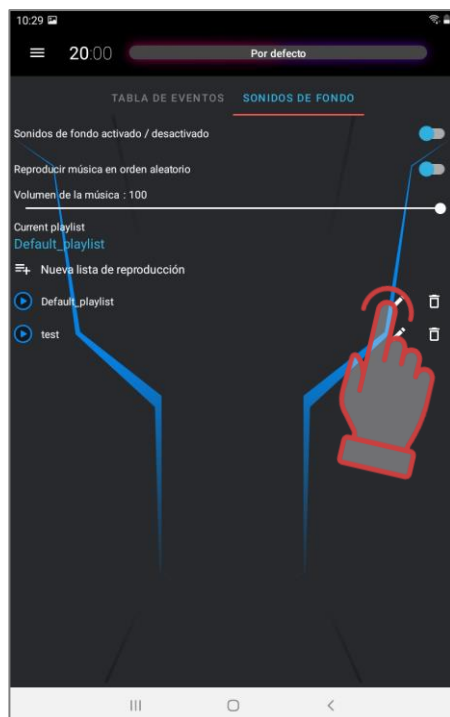 10:29
20:00
Por defecto
TABLA DE EVENTOS SONIDOS DE FONDO
Sonidos de fondo activado / desactivado
Reproducir música en orden aleatorio
Volumen de la música : 100
Current playlist
Default_playlist
Nueva lista de reproducción
Default_playlist
test